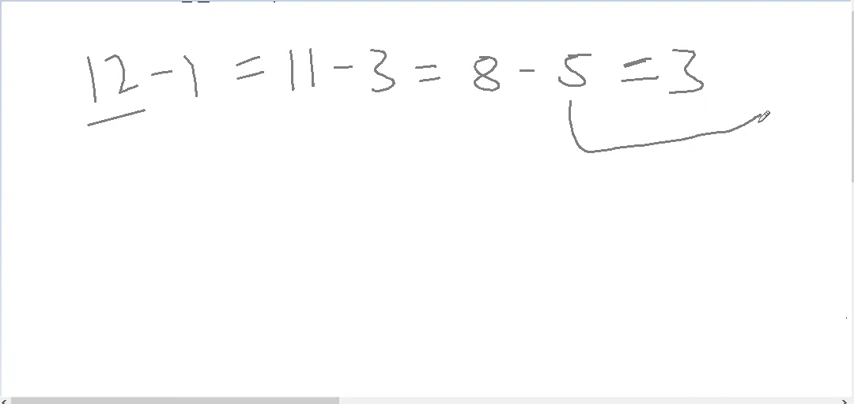 12 - 1 = 11 - 3 = 8 - 5 = 3